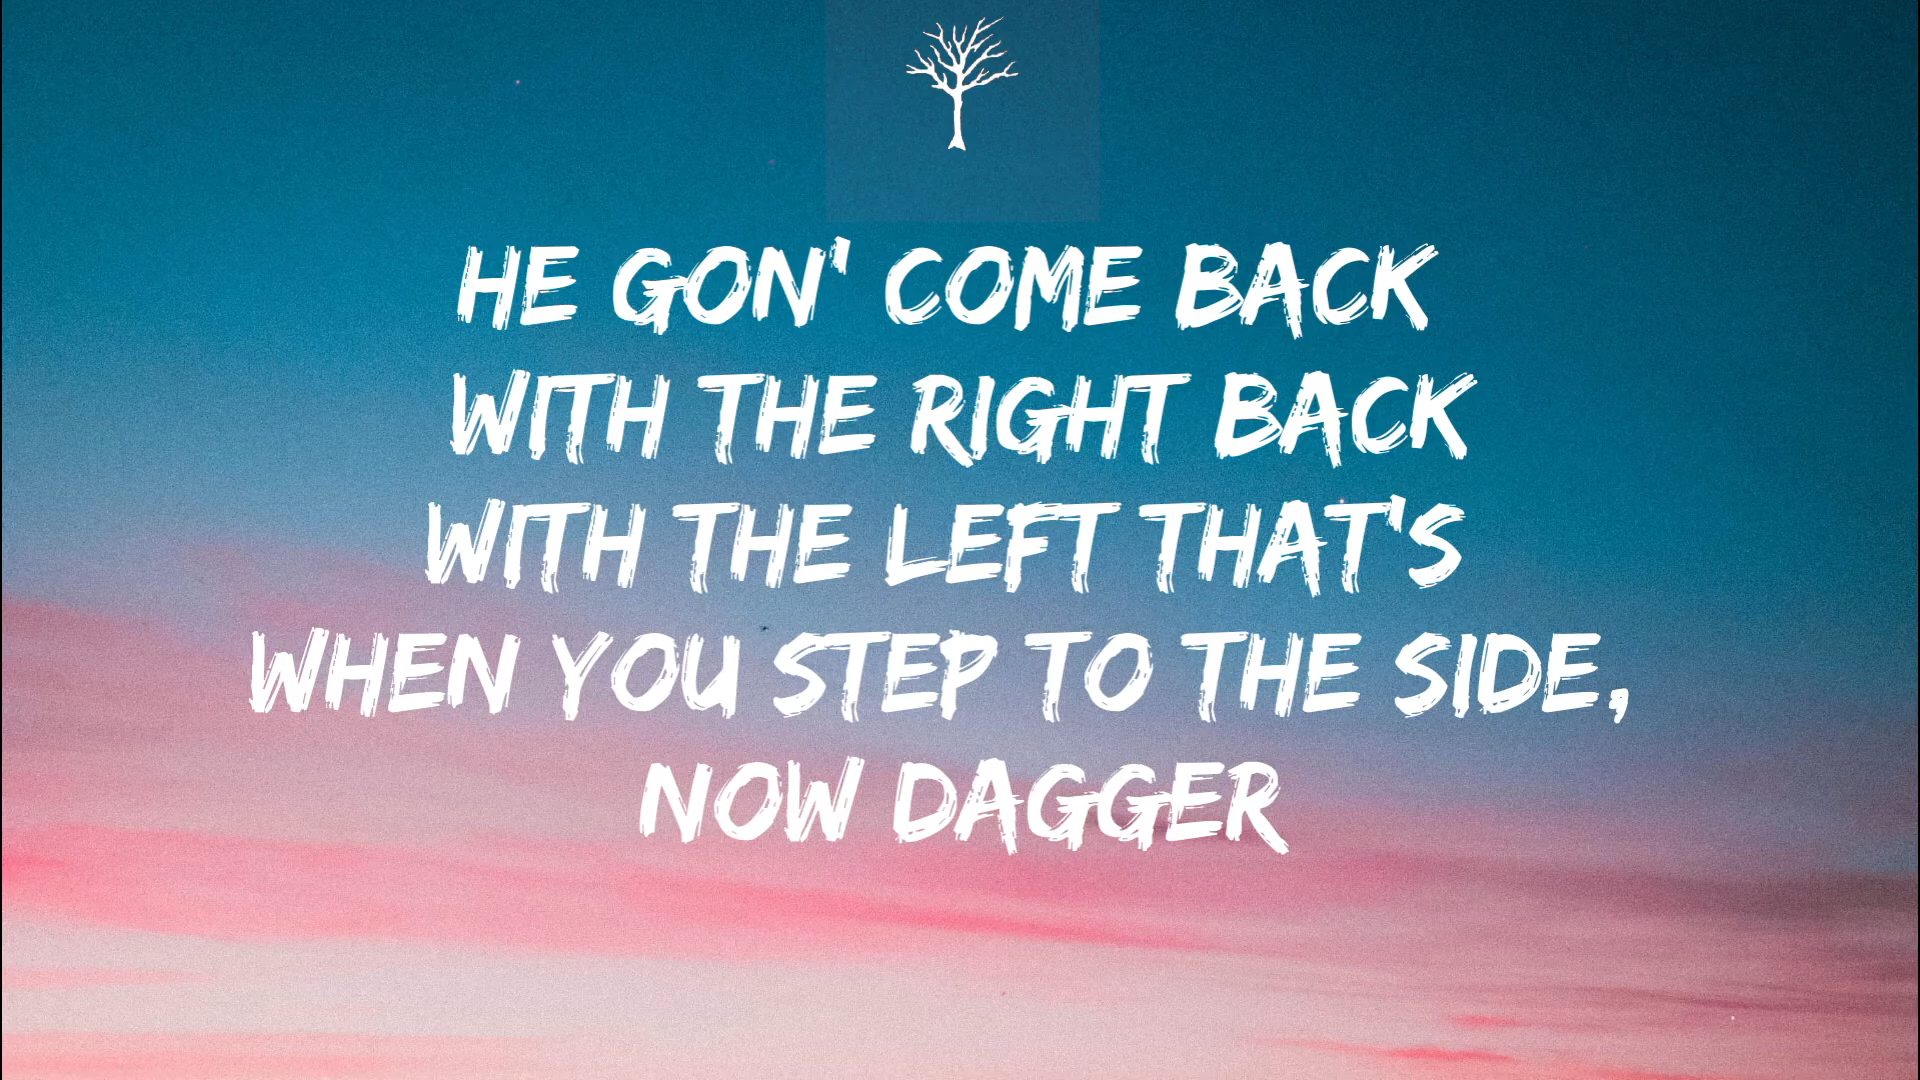 HE GON' COME BACK
WITH THE RIGHT BACK
WITH THE LEFT THAT'S
WHEN YOU STEP TO THE SIDE,
NOW DAGGER